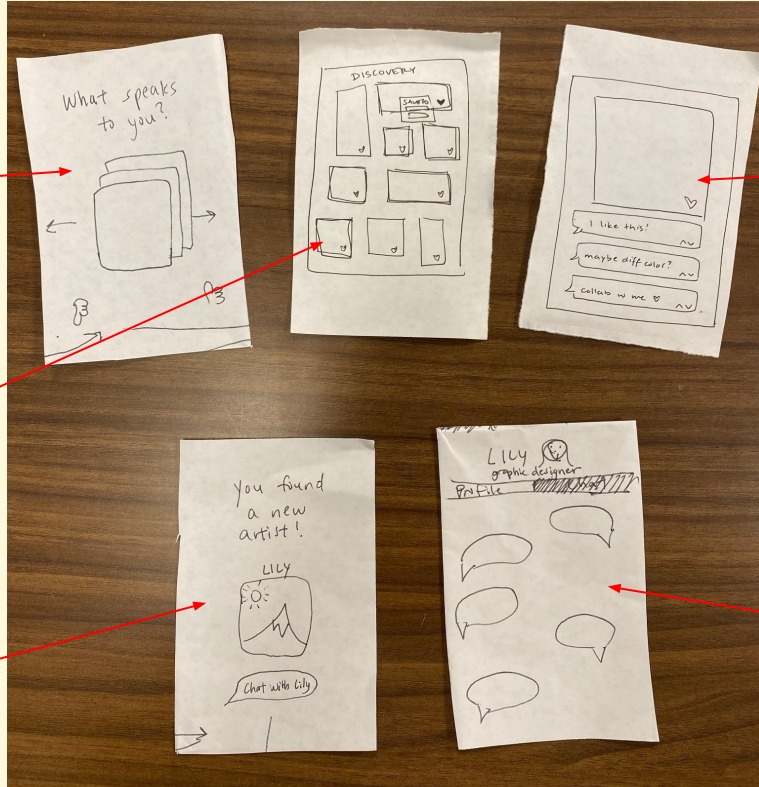 What speaks
to you?
DISCOVERY
I like this!
maybe diff color?
collab w me
You found
a new
artist!
LILY
Chat with Lily
LILY
graphic designer
Profile